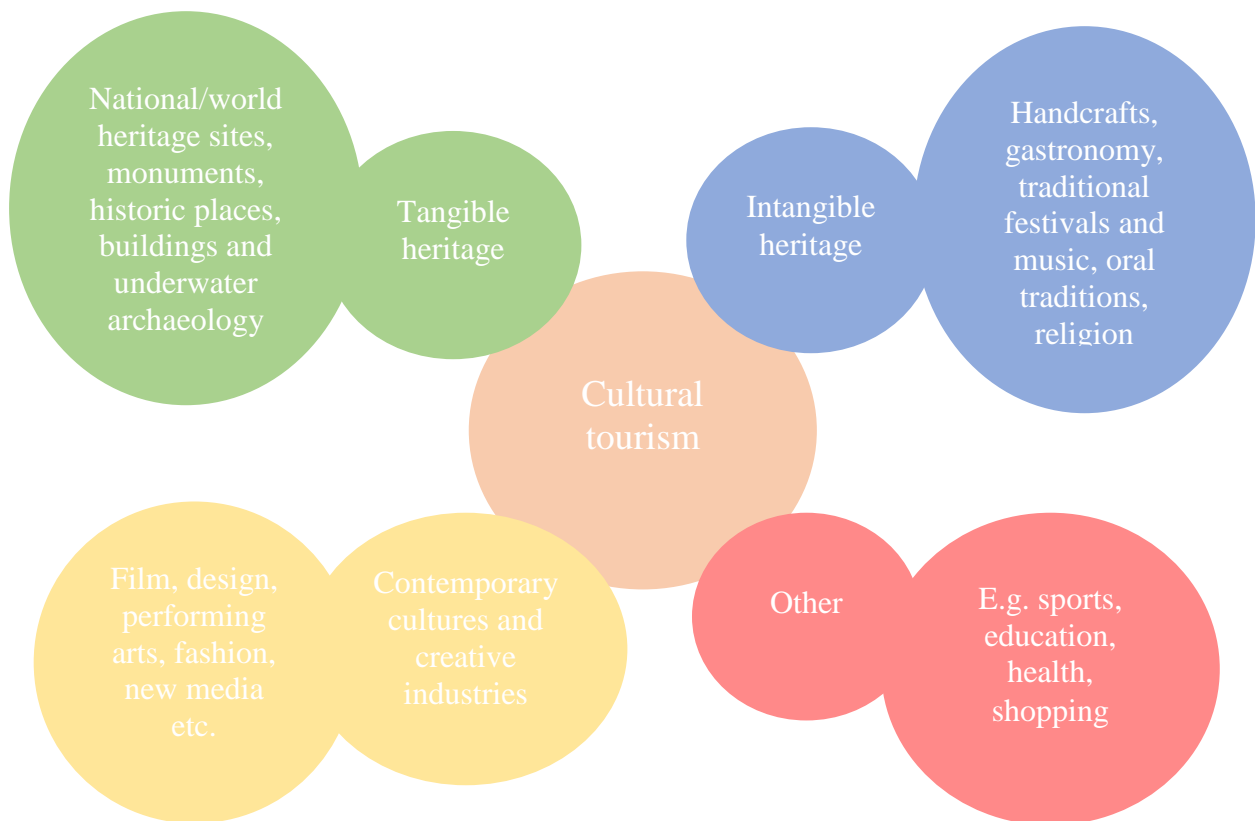 National/world
heritage sites,
monuments,
historic places,
buildings and
underwater
archaeology
Tangible
heritage
Intangible
heritage
Handcrafts,
gastronomy,
traditional
festivals and
music, oral
traditions,
religion
Cultural
tourism
Film, design,
performing
arts, fashion,
new media
etc.
Contemporary
cultures and
creative
industries
Other
E.g. sports,
education,
health,
shopping